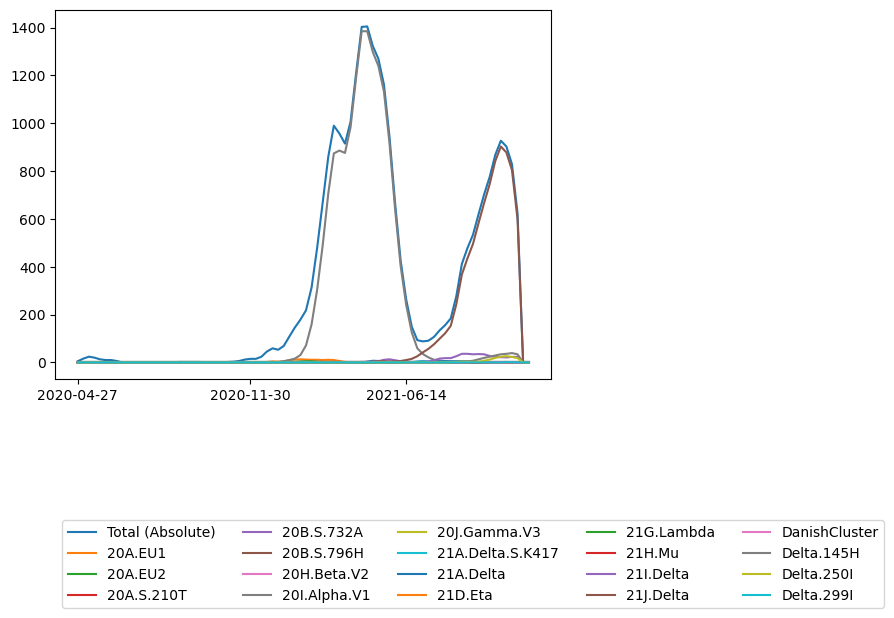 1400
1200
1000
800
600
400
200
0
2020-04-27 2020-11-30 2021-06-14
Total (Absolute) 20B.S.732A 20J.Gamma.V3 21G.Lambda DanishCluster
20A.EU1 20B.S.796H 21A.Delta.S.K417 21H.Mu Delta.145H
20A.EU2 20H.Beta.V2 21A.Delta 21I.Delta Delta.250I
20A.S.210T 20I.Alpha.V1 21D.Eta 21J.Delta Delta.299I